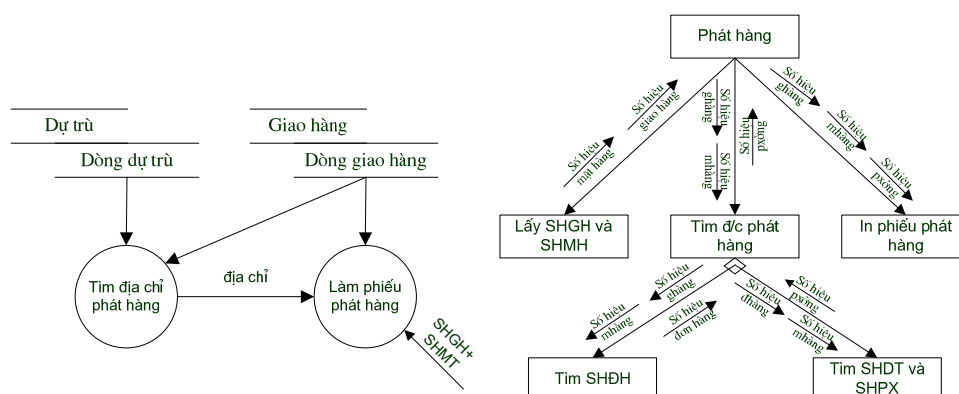 Dự trù
Dòng dự trù
Giao hàng
Dòng giao hàng
Tìm địa chỉ
phát hàng
địa chỉ
Làm phiếu
phát hàng
SHGH+
SHMT
Phát hàng
Số hiệu
giao hàng
Số hiệu
mặt hàng
Số hiệu
ghàng
Số hiệu
mhàng
Số hiệu
pxởng
Số hiệu
ghàng
Số hiệu
mhàng
Số hiệu
pxởng
Lấy SHGH và
SHMH
Tìm đ/c phát
hàng
In phiếu phát
hàng
Số hiệu
ghàng
Số hiệu
mhàng
Số hiệu
đơn hàng
Số hiệu
pxởng
Số hiệu
đhàng
Số hiệu
mhàng
Tìm SHĐH
Tìm SHDT và
SHPX